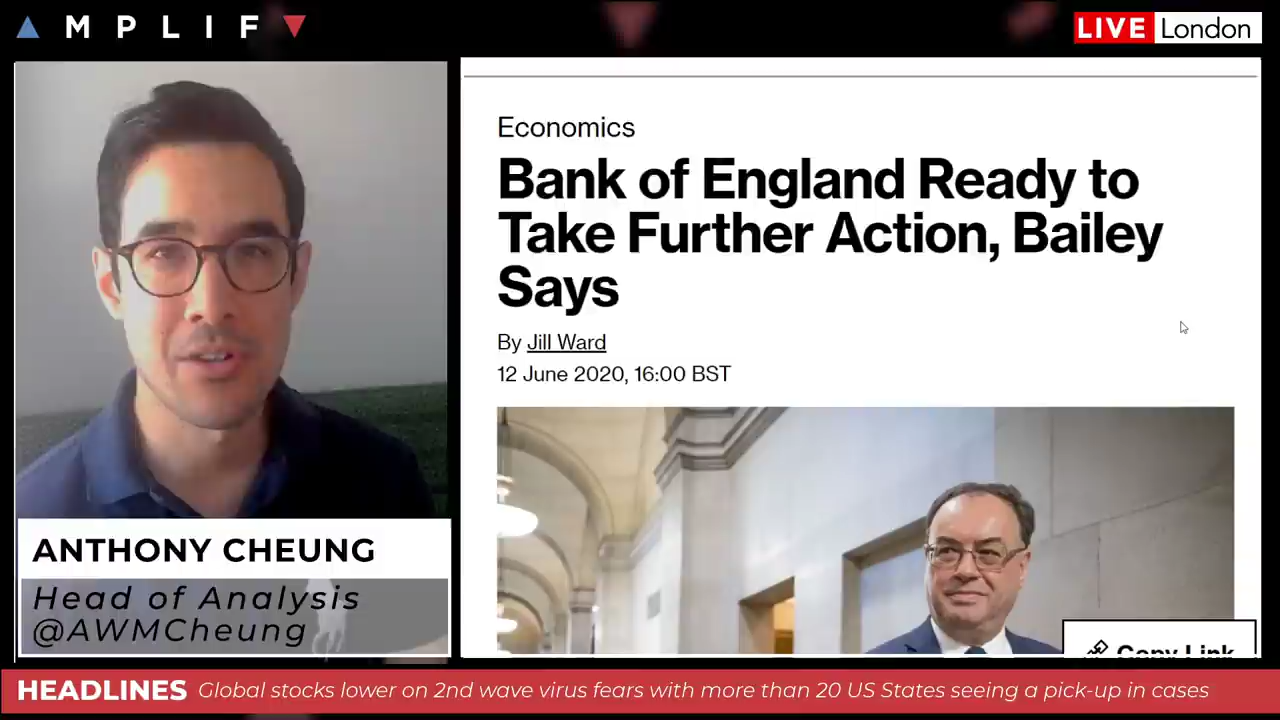 MPLIF
LIVE London
Economics
Bank of England Ready to
Take Further Action, Bailey
Says
By Jill Ward
12 June 2020, 16:00 BST
Copy Link
ANTHONY CHEUNG
Head of Analysis
@AWMCheung
HEADLINES Global stocks lower on 2nd wave virus fears with more than 20 US States seeing a pick-up in cases